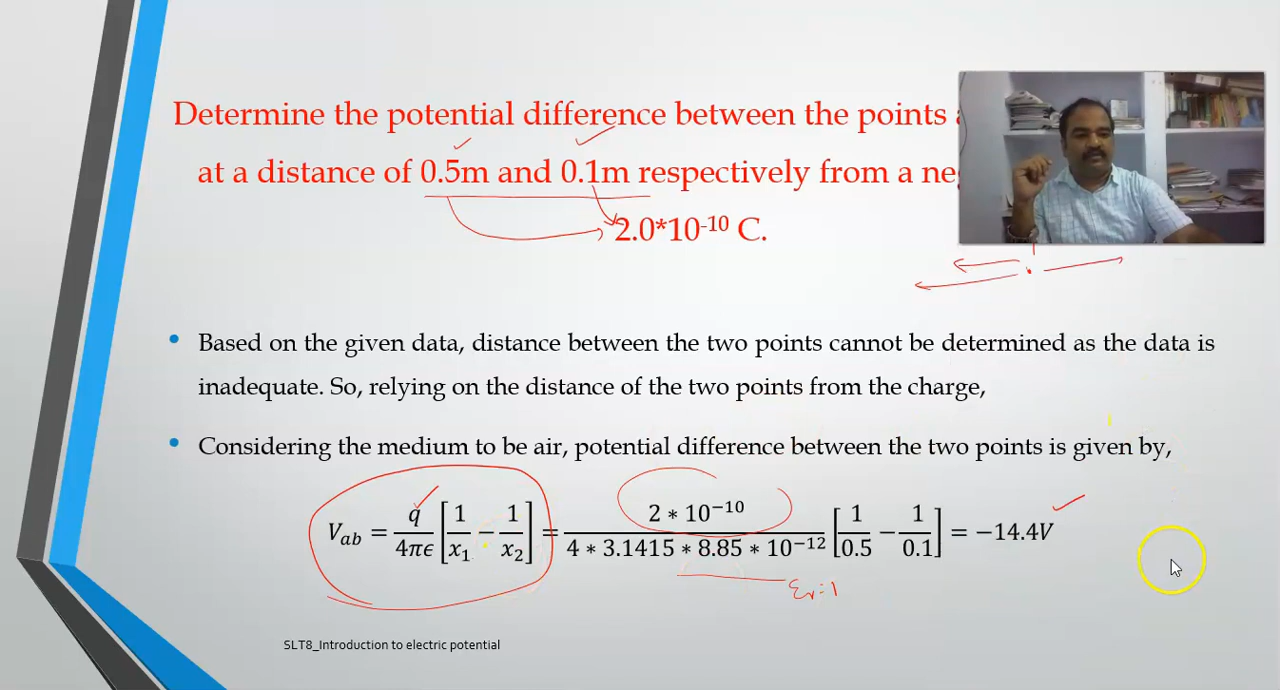 Determine the potential difference between the points
at a distance of 0.5m and 0.1m respectively from a
2.0*10⁻¹⁰ C.
• Based on the given data, distance between the two points cannot be determined as the data is
inadequate. So, relying on the distance of the two points from the charge,
• Considering the medium to be air, potential difference between the two points is given by,
V_ab = q/4πϵ [1/x₁ − 1/x₂] = 2 * 10⁻¹⁰/4 * 3.1415 * 8.85 * 10⁻¹² [1/0.5 − 1/0.1] = −14.4V
εr=1
SLT8_Introduction to electric potential